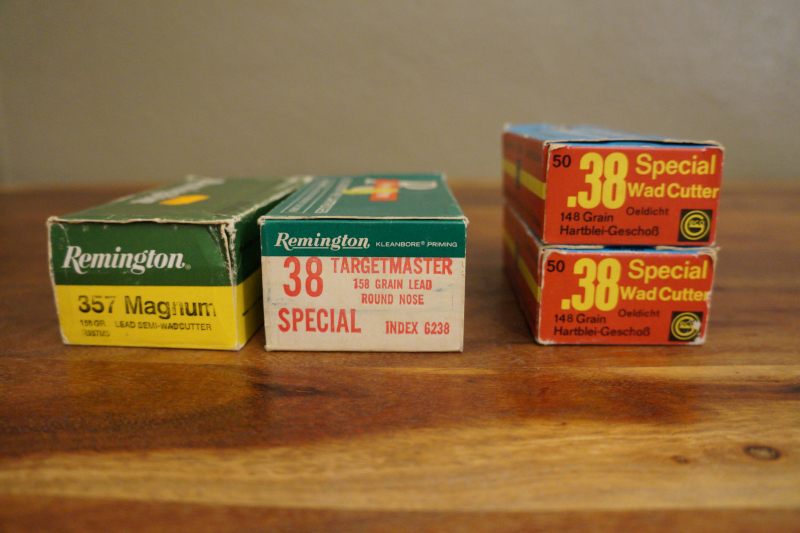 Remington
357 Magnum
158 GR. LEAD SEMI-WADCUTTER
Remington KLEANBORE® PRIMING
38 TARGETMASTER
158 GRAIN LEAD
ROUND NOSE
SPECIAL INDEX 6238
50 .38 Special
Wad Cutter
148 Grain Oeldicht
Hartblei-Geschoß
50 .38 Special
Wad Cutter
148 Grain Oeldicht
Hartblei-Geschoß